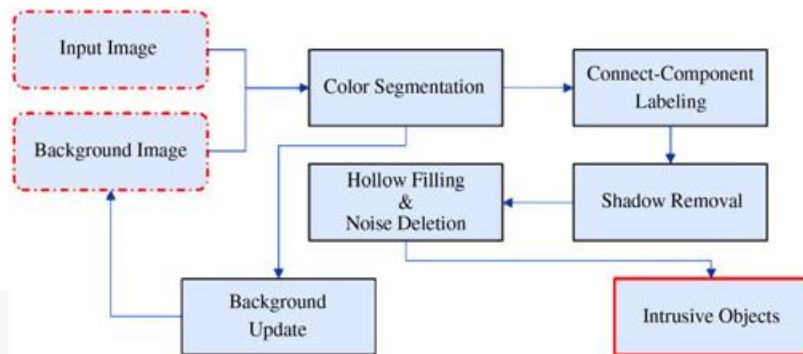 Input Image
Background Image
Color Segmentation
Connect-Component
Labeling
Shadow Removal
Hollow Filling
&
Noise Deletion
Background
Update
Intrusive Objects